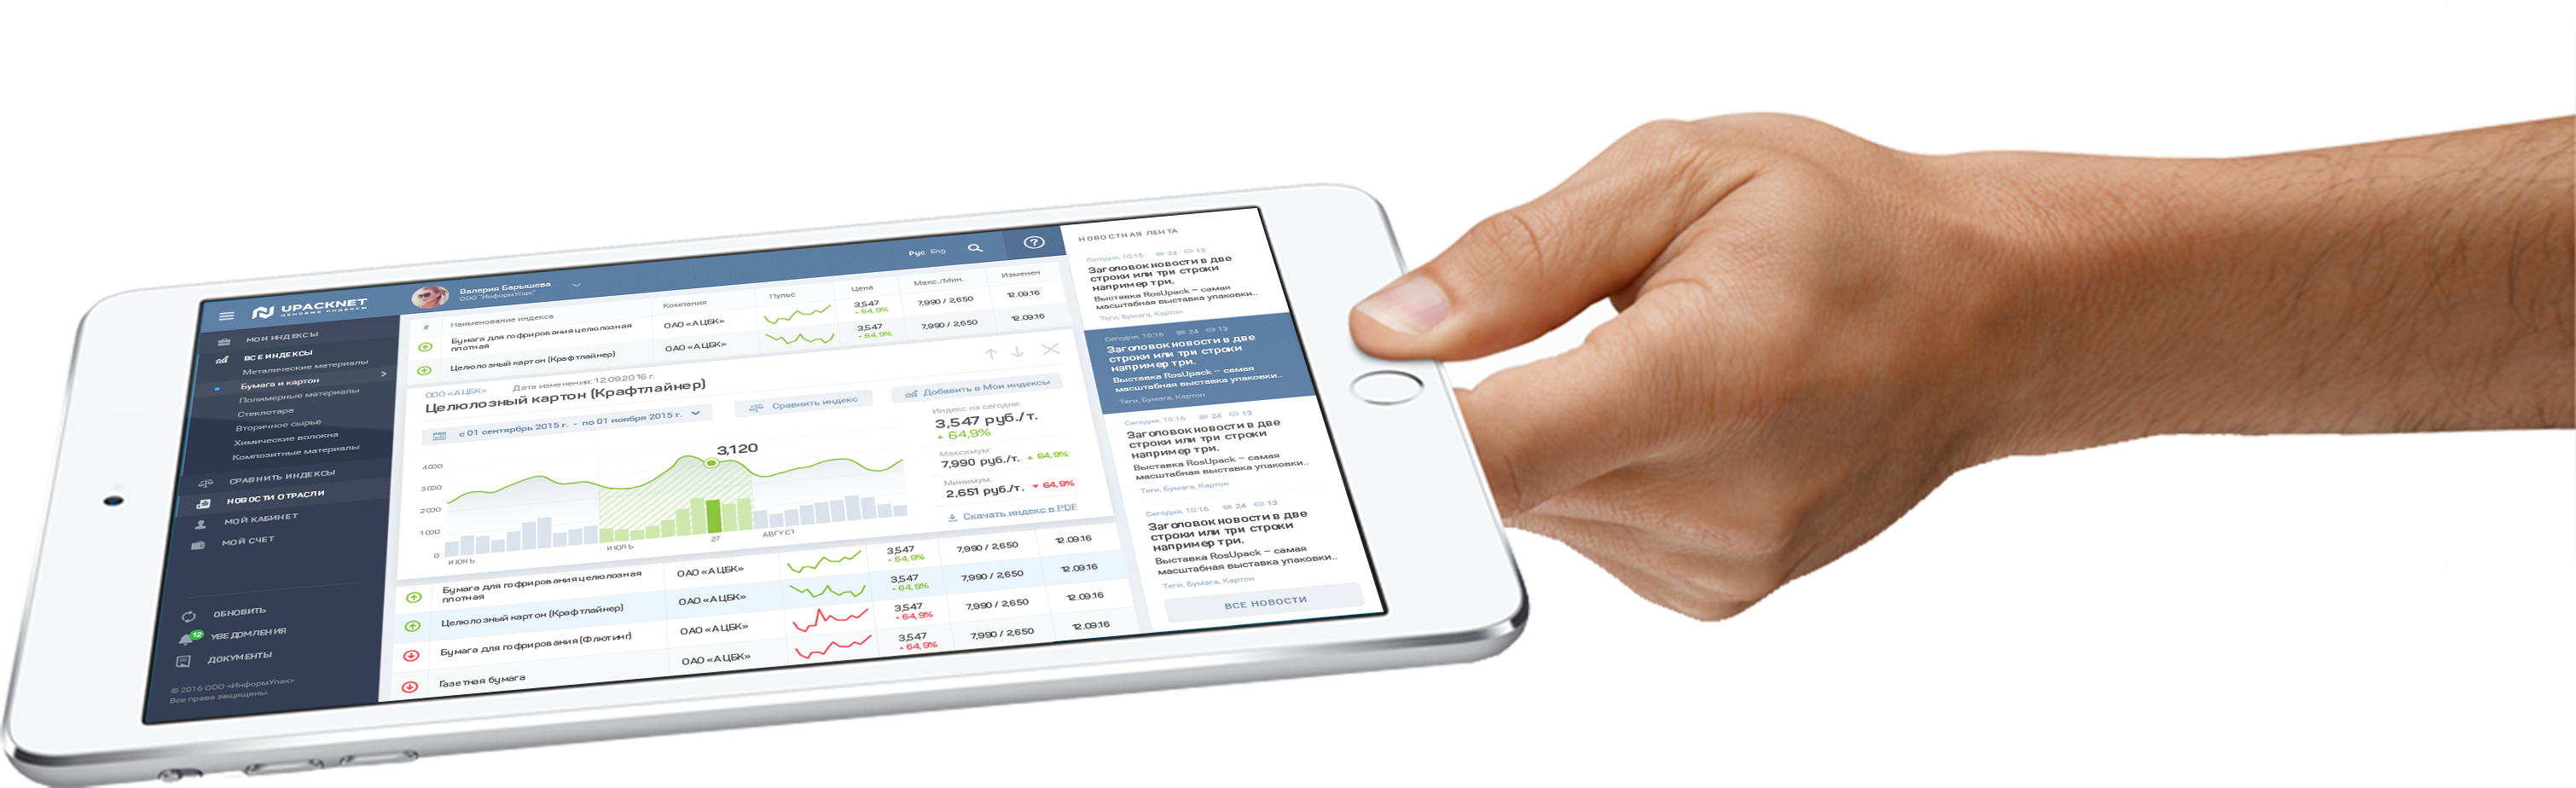 UPACKNET
ЦЕНОВЫЕ ИНДЕКСЫ
Валерия Барышева
ООО "ИнформУпак"
Рус Eng
МОИ ИНДЕКСЫ
ВСЕ ИНДЕКСЫ
Металические материалы
Бумага и картон
Полимерные материалы
Стеклотара
Вторичное сырье
Химические волокна
Композитные материалы
СРАВНИТЬ ИНДЕКСЫ
НОВОСТИ ОТРАСЛИ
МОЙ КАБИНЕТ
МОЙ СЧЕТ
ОБНОВИТЬ
12 УВЕДОМЛЕНИЯ
ДОКУМЕНТЫ
© 2016 ООО «ИнформУпак»
Все права защищены.
# Наименование индекса Компания Пульс Цена Макс./Мин. Изменен
Бумага для гофрирования целюлозная
плотная
ОАО «АЦБК» 3,547 7,990 / 2,650 12.09.16
64,9%
Целюлозный картон (Крафтлайнер) ОАО «АЦБК» 3,547 7,990 / 2,650 12.09.16
64,9%
ООО «АЦБК» Дата изменения: 12.09.2016 г.
Целюлозный картон (Крафтлайнер)
с 01 сентярбрь 2015 г. - по 01 ноября 2015 г.
Сравнить индекс
Добавить в Мои индексы
3,120
4000
3000
2000
1000
0
ИЮНЬ
ИЮЛЬ
27
АВГУСТ
Индекс на сегодня:
3,547 руб./т.
64,9%
Максимум:
7,990 руб./т. 64,9%
Минимум:
2,651 руб./т. 64,9%
Скачать индекс в PDF
Бумага для гофрирования целюлозная
плотная
ОАО «АЦБК» 3,547 7,990 / 2,650 12.09.16
64,9%
Целюлозный картон (Крафтлайнер) ОАО «АЦБК» 3,547 7,990 / 2,650 12.09.16
64,9%
Бумага для гофрирования (Флютинг) ОАО «АЦБК» 3,547 7,990 / 2,650 12.09.16
64,9%
Газетная бумага ОАО «АЦБК» 3,547 7,990 / 2,650 12.09.16
64,9%
НОВОСТНАЯ ЛЕНТА
Сегодня, 10:16 24 13
Заголовок новости в две
строки или три строки
например три.
Выставка RosUpack – самая
масштабная выставка упаковки..
Теги, Бумага, Картон
Сегодня, 10:16 24 13
Заголовок новости в две
строки или три строки
например три.
Выставка RosUpack – самая
масштабная выставка упаковки..
Теги, Бумага, Картон
Сегодня, 10:16 24 13
Заголовок новости в две
строки или три строки
например три.
Выставка RosUpack – самая
масштабная выставка упаковки..
Теги, Бумага, Картон
Сегодня, 10:16 24 13
Заголовок новости в две
строки или три строки
например три.
Выставка RosUpack – самая
масштабная выставка упаковки..
Теги, Бумага, Картон
ВСЕ НОВОСТИ